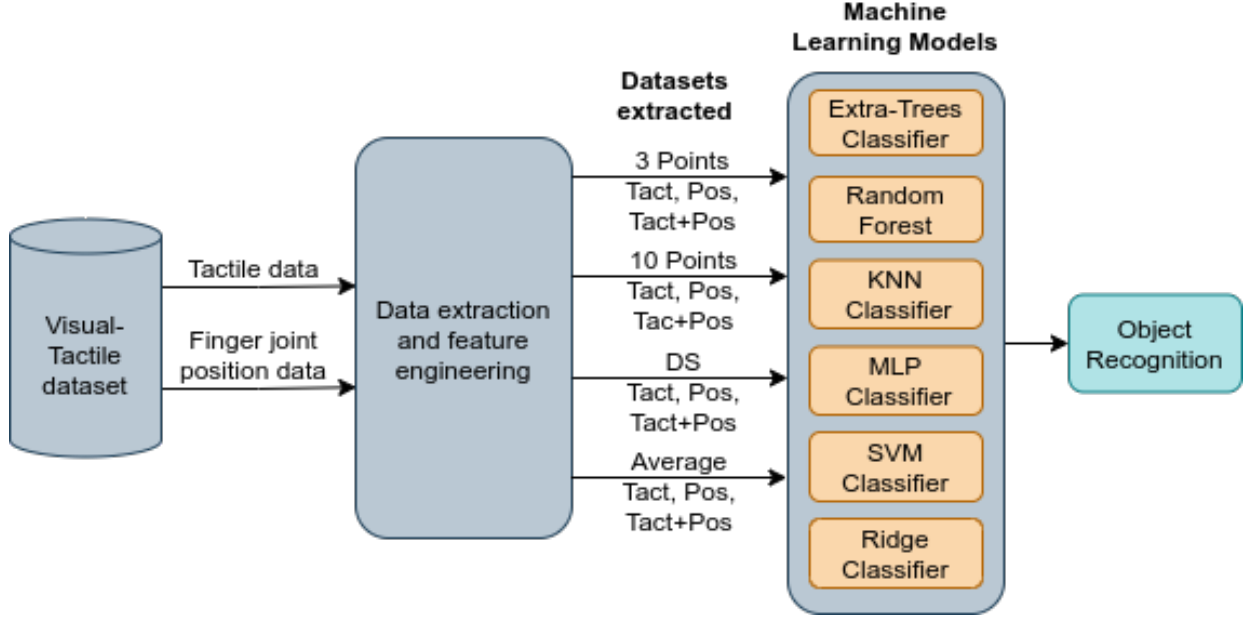 Visual-
Tactile
dataset
Tactile data
Finger joint
position data
Data extraction
and feature
engineering
Datasets
extracted
3 Points
Tact, Pos,
Tact+Pos
10 Points
Tact, Pos,
Tac+Pos
DS
Tact, Pos,
Tact+Pos
Average
Tact, Pos,
Tact+Pos
Machine
Learning Models
Extra-Trees
Classifier
Random
Forest
KNN
Classifier
MLP
Classifier
SVM
Classifier
Ridge
Classifier
Object
Recognition